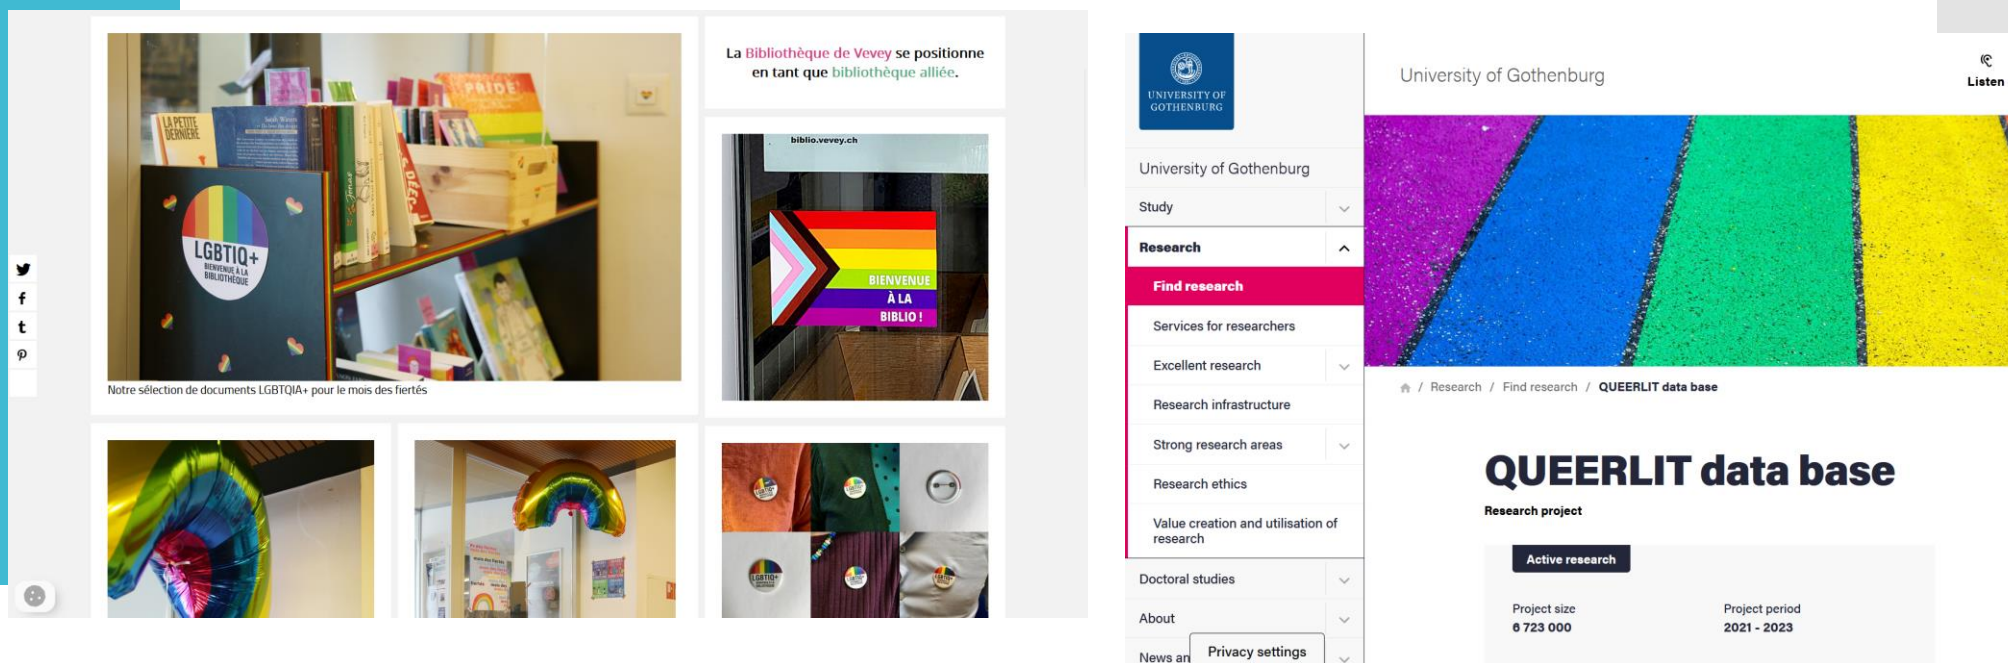 La Bibliothèque de Vevey se positionne
en tant que bibliothèque alliée.
PRIDE
LA PETITE
DERNIÈRE
LGBTIQ+
BIENVENUE À LA
BIBLIOTHÈQUE
Notre sélection de documents LGBTQIA+ pour le mois des fiertés
biblio.vevey.ch
BIENVENUE
À LA
BIBLIO !
UNIVERSITY OF
GOTHENBURG
University of Gothenburg
Listen
University of Gothenburg
Study
Research
Find research
Services for researchers
Excellent research
Research infrastructure
Strong research areas
Research ethics
Value creation and utilisation of
research
Doctoral studies
About
News an
Privacy settings
/ Research / Find research / QUEERLIT data base
QUEERLIT data base
Research project
Active research
Project size
6 723 000
Project period
2021 - 2023